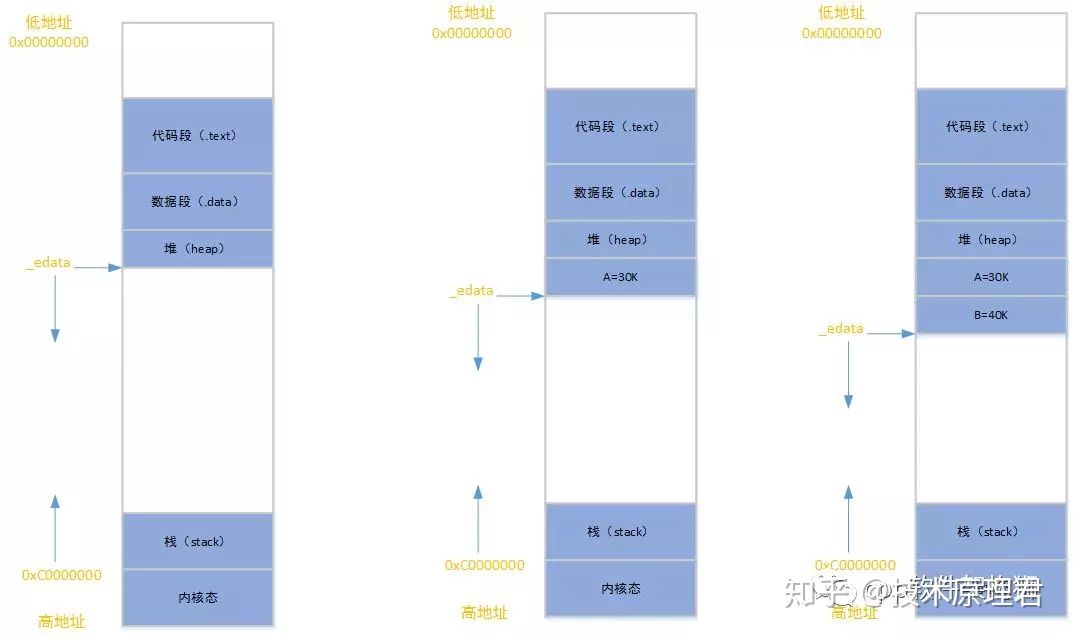 低地址
0x00000000
代码段（.text）
数据段（.data）
堆（heap）
_edata
栈（stack）
0xC0000000
内核态
高地址
低地址
0x00000000
代码段（.text）
数据段（.data）
堆（heap）
A=30K
_edata
栈（stack）
0xC0000000
内核态
高地址
低地址
0x00000000
代码段（.text）
数据段（.data）
堆（heap）
A=30K
B=40K
_edata
栈（stack）
0xC0000000
高地址
知乎 @技术原理君